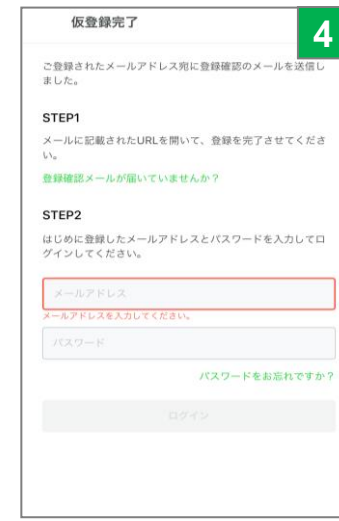 仮登録完了
4
ご登録されたメールアドレス宛に登録確認のメールを送信し
ました。
STEP1
メールに記載されたURLを開いて、登録を完了させてくださ
い。
登録確認メールが届いていませんか？
STEP2
はじめに登録したメールアドレスとパスワードを入力してロ
グインしてください。
メールアドレス
メールアドレスを入力してください。
パスワード
パスワードをお忘れですか？
ログイン